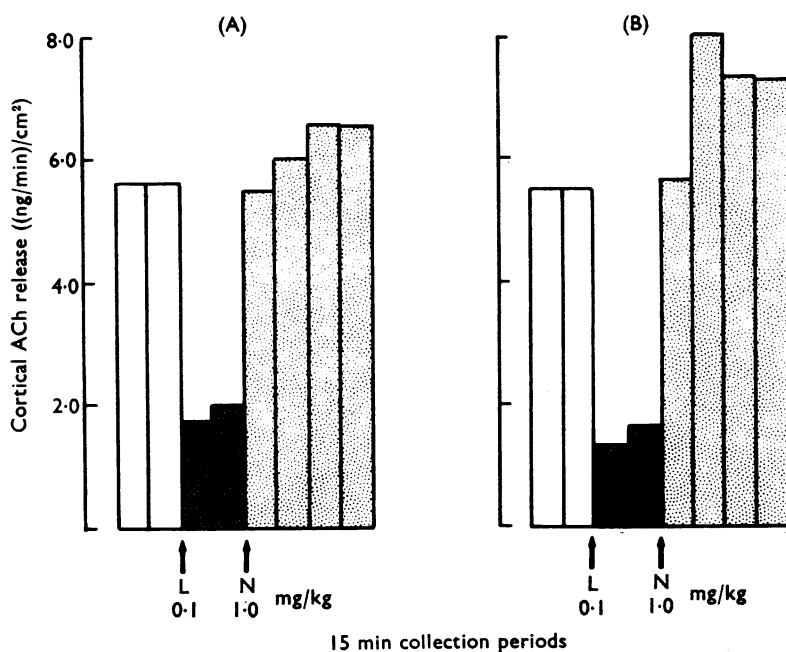 (A)
(B)
Cortical ACh release ((ng/min)/cm²)
8·0
6·0
4·0
2·0
L N
0·1 1·0 mg/kg
L N
0·1 1·0 mg/kg
15 min collection periods